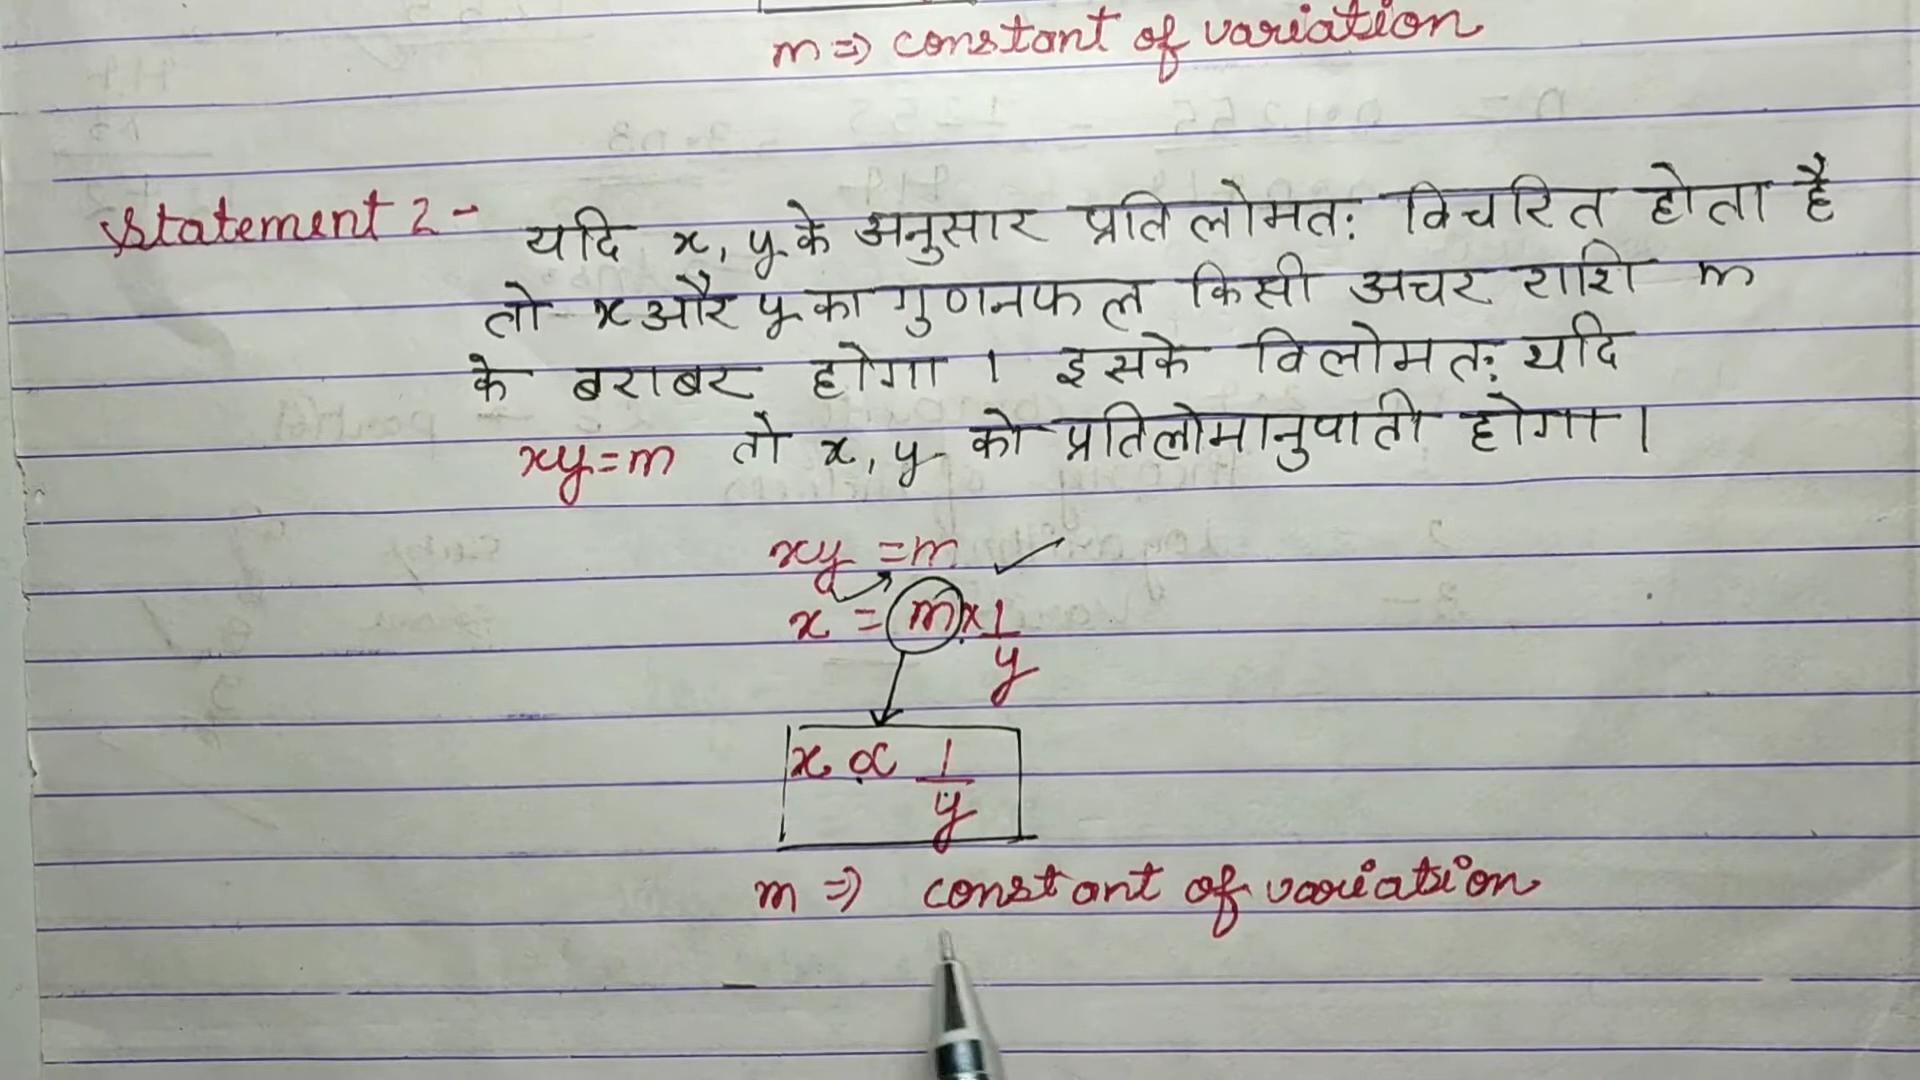 m ⇒ constant of variation
Statement 2 - यदि x, y के अनुसार प्रतिलोमतः विचरित होता है
तो x और y का गुणनफल किसी अचर राशि m
के बराबर होगा । इसके विलोमतः यदि
xy = m तो x, y को प्रतिलोमानुपाती होगा ।
xy = m ✓
x = m × 1/y
x ∝ 1/y
m ⇒ constant of variation